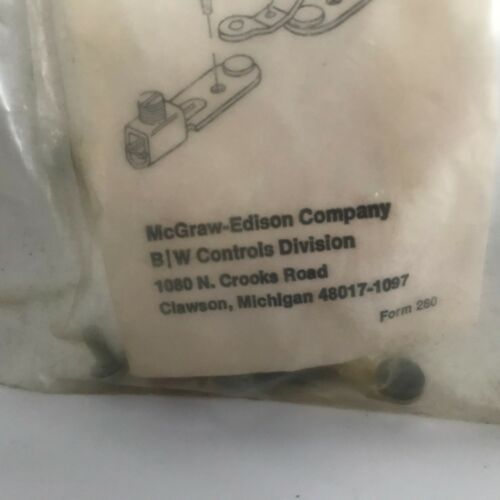 McGraw-Edison Company
B|W Controls Division
1080 N. Crooks Road
Clawson, Michigan 48017-1097
Form 280